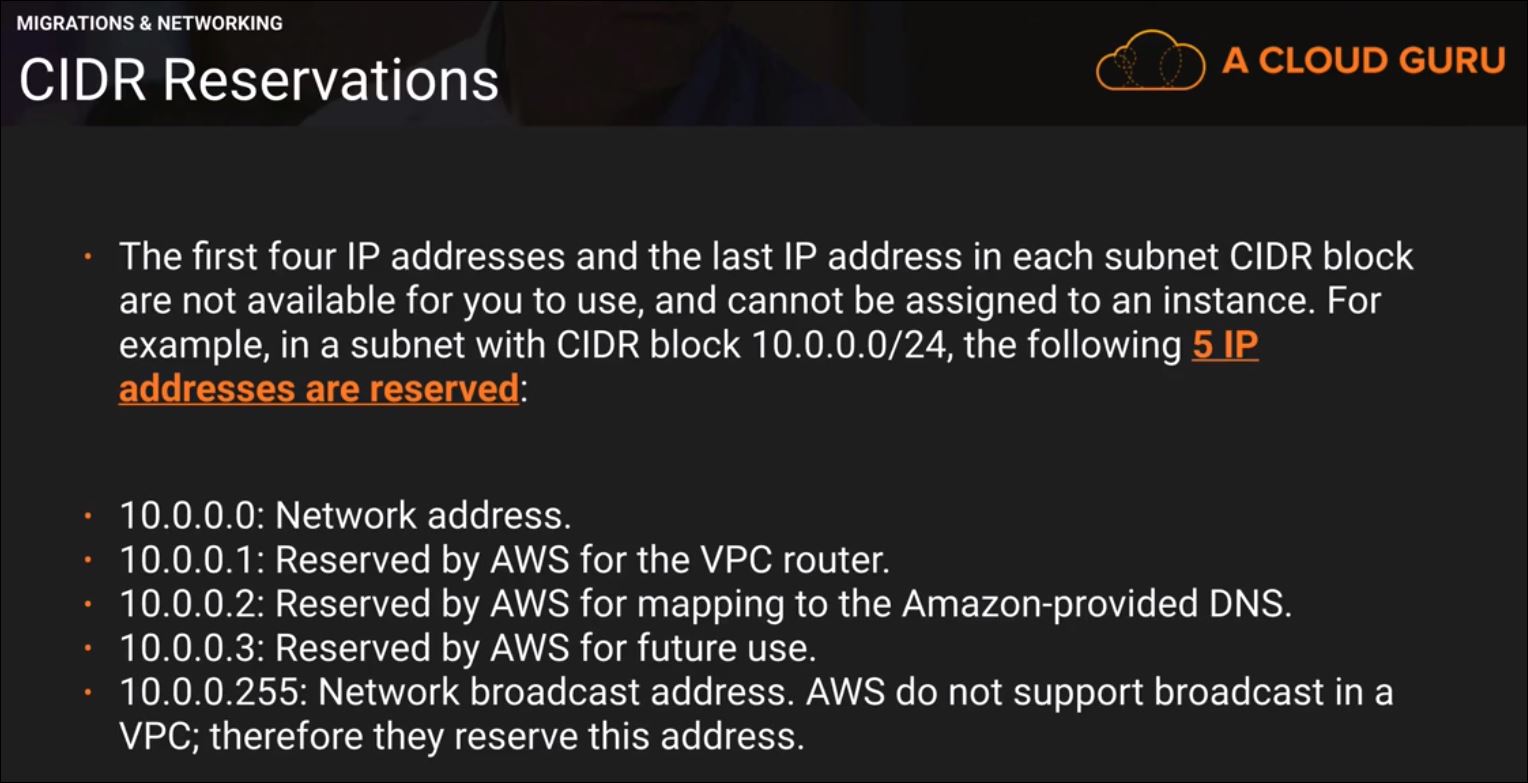 MIGRATIONS & NETWORKING
CIDR Reservations
A CLOUD GURU
• The first four IP addresses and the last IP address in each subnet CIDR block
are not available for you to use, and cannot be assigned to an instance. For
example, in a subnet with CIDR block 10.0.0.0/24, the following 5 IP
addresses are reserved:
• 10.0.0.0: Network address.
• 10.0.0.1: Reserved by AWS for the VPC router.
• 10.0.0.2: Reserved by AWS for mapping to the Amazon-provided DNS.
• 10.0.0.3: Reserved by AWS for future use.
• 10.0.0.255: Network broadcast address. AWS do not support broadcast in a
VPC; therefore they reserve this address.